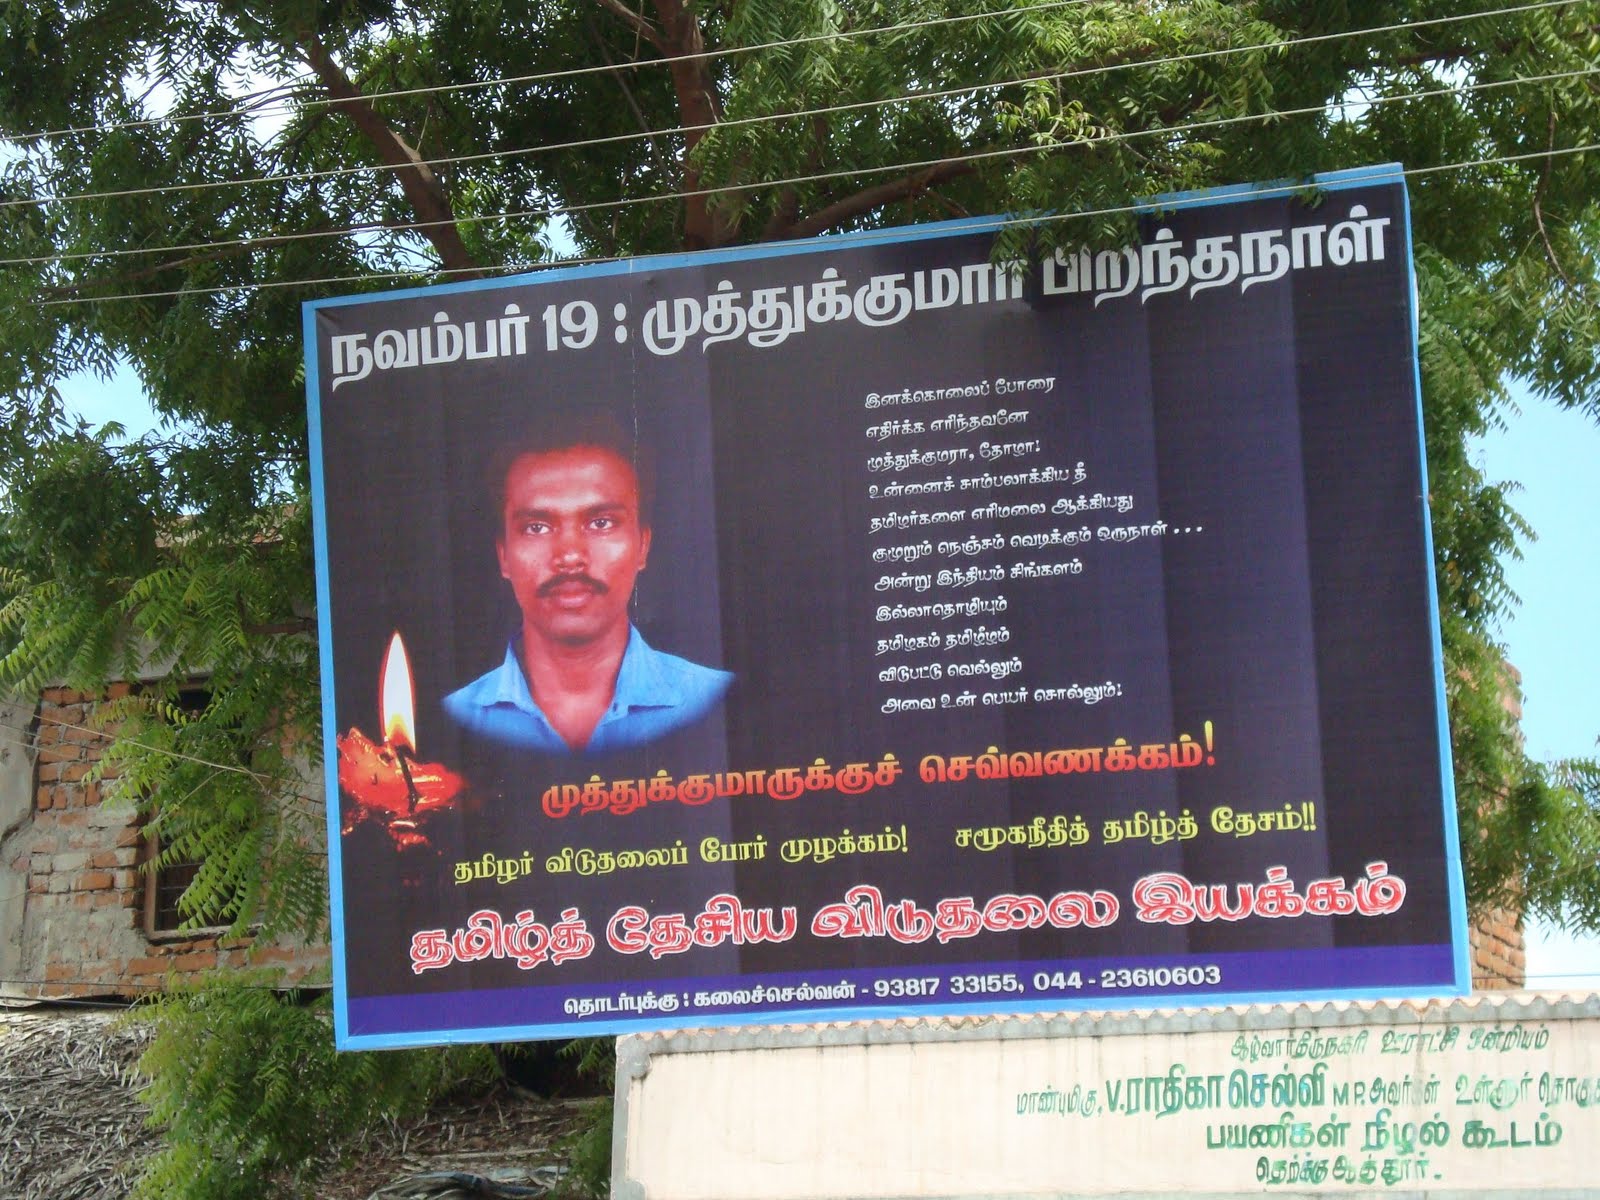 நவம்பர் 19 : முத்துக்குமார் பிறந்தநாள்
இனக்கொலைப் போரை
எதிர்க்க எரிந்தவனே
முத்துக்குமரா, தோழா!
உன்னைச் சாம்பலாக்கிய தீ
தமிழர்களை எரிமலை ஆக்கியது
குமுறும் நெஞ்சம் வெடிக்கும் ஒருநாள் . . .
அன்று இந்தியம் சிங்களம்
இல்லாதொழியும்
தமிழகம் தமிழீழம்
விடுபட்டு வெல்லும்
அவை உன் பெயர் சொல்லும்!
முத்துக்குமாருக்குச் செவ்வணக்கம்!
தமிழர் விடுதலைப் போர் முழக்கம்! சமூகநீதித் தமிழ்த் தேசம்!!
தமிழ்த் தேசிய விடுதலை இயக்கம்
தொடர்புக்கு : கலைச்செல்வன் - 93817 33155, 044 - 23610603
ஆழ்வார்திருநகரி ஊராட்சி ஒன்றியம்
மாண்புமிகு. V. ராதிகா செல்வி M P. அவர்கள் உள்ளூர்
பயணிகள் நிழல் கூடம்
தெற்கு ஆத்தூர்.